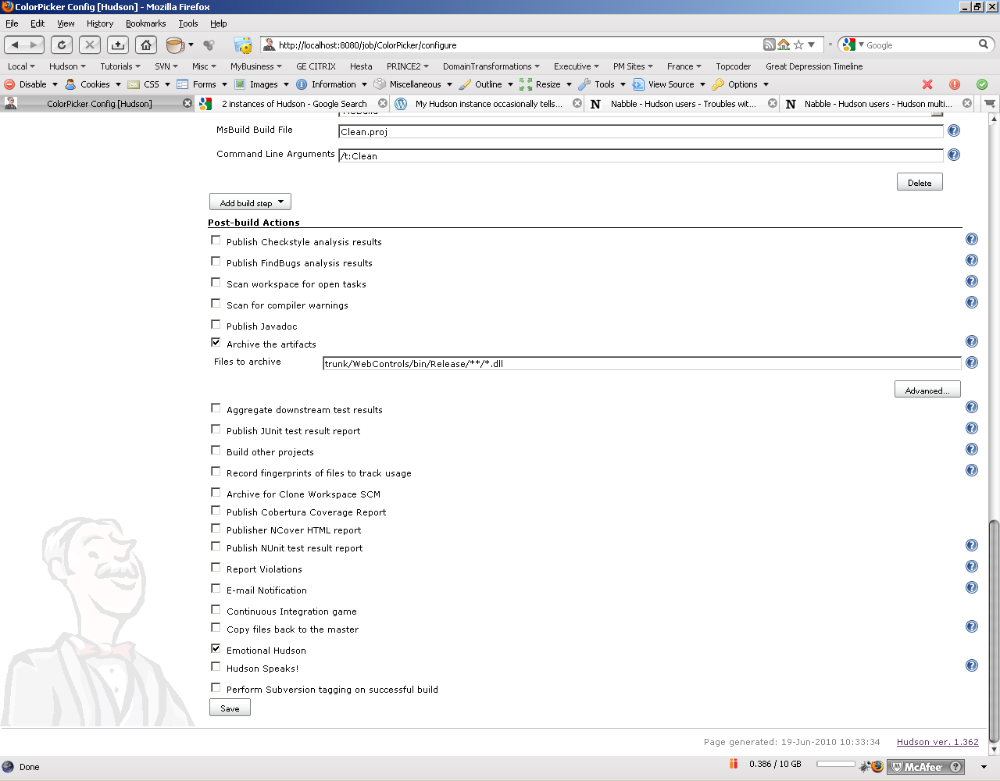 ColorPicker Config [Hudson] - Mozilla Firefox
File Edit View History Bookmarks Tools Help
http://localhost:8080/job/ColorPicker/configure Google
Local Hudson Tutorials SVN Misc MyBusiness GE CITRIX Hesta PRINCE2 DomainTransformations Executive PM Sites France Topcoder Great Depression Timeline
Disable Cookies CSS Forms Images Information Miscellaneous Outline Resize Tools View Source Options
ColorPicker Config [Hudson] 2 instances of Hudson - Google Search My Hudson instance occasionally tells... Nabble - Hudson users - Troubles wit... Nabble - Hudson users - Hudson multi...
MsBuild Build File Clean.proj
Command Line Arguments /t:Clean
Delete
Add build step
Post-build Actions
Publish Checkstyle analysis results
Publish FindBugs analysis results
Scan workspace for open tasks
Scan for compiler warnings
Publish Javadoc
Archive the artifacts
Files to archive trunk/WebControls/bin/Release/**/*.dll
Advanced...
Aggregate downstream test results
Publish JUnit test result report
Build other projects
Record fingerprints of files to track usage
Archive for Clone Workspace SCM
Publish Cobertura Coverage Report
Publisher NCover HTML report
Publish NUnit test result report
Report Violations
E-mail Notification
Continuous Integration game
Copy files back to the master
Emotional Hudson
Hudson Speaks!
Perform Subversion tagging on successful build
Save
Page generated: 19-Jun-2010 10:33:34 Hudson ver. 1.362
Done 0.386 / 10 GB McAfee